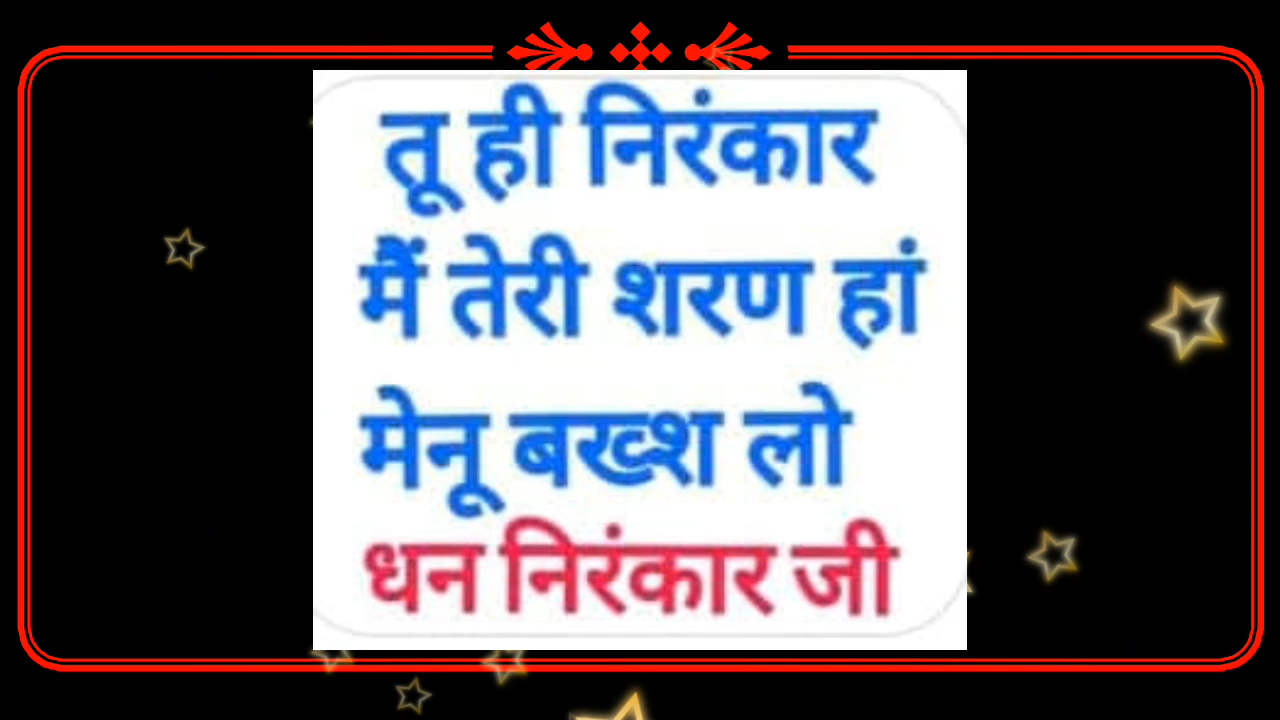 तू ही निरंकार
मैं तेरी शरण हां
मेनू बख्श लो
धन निरंकार जी